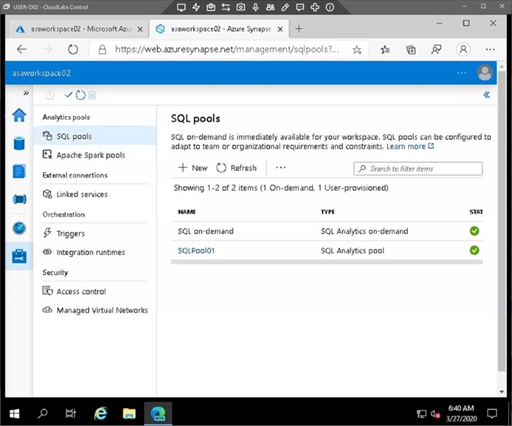 USER-D02 - CloudLabs Control
asaworkspace02 - Microsoft Azu
asaworkspace02 - Azure Synapse
https://web.azuresynapse.net/management/sqlpools?
asaworkspace02
Analytics pools
SQL pools
Apache Spark pools
External connections
Linked services
Orchestration
Triggers
Integration runtimes
Security
Access control
Managed Virtual Networks
SQL pools
SQL on-demand is immediately available for your workspace. SQL pools can be configured to
adapt to team or organizational requirements and constraints. Learn more
New
Refresh
Search to filter items
Showing 1-2 of 2 items (1 On-demand, 1 User-provisioned)
NAME TYPE STAT
SQL on-demand SQL Analytics on-demand
SQLPool01 SQL Analytics pool
6:40 AM
3/27/2020